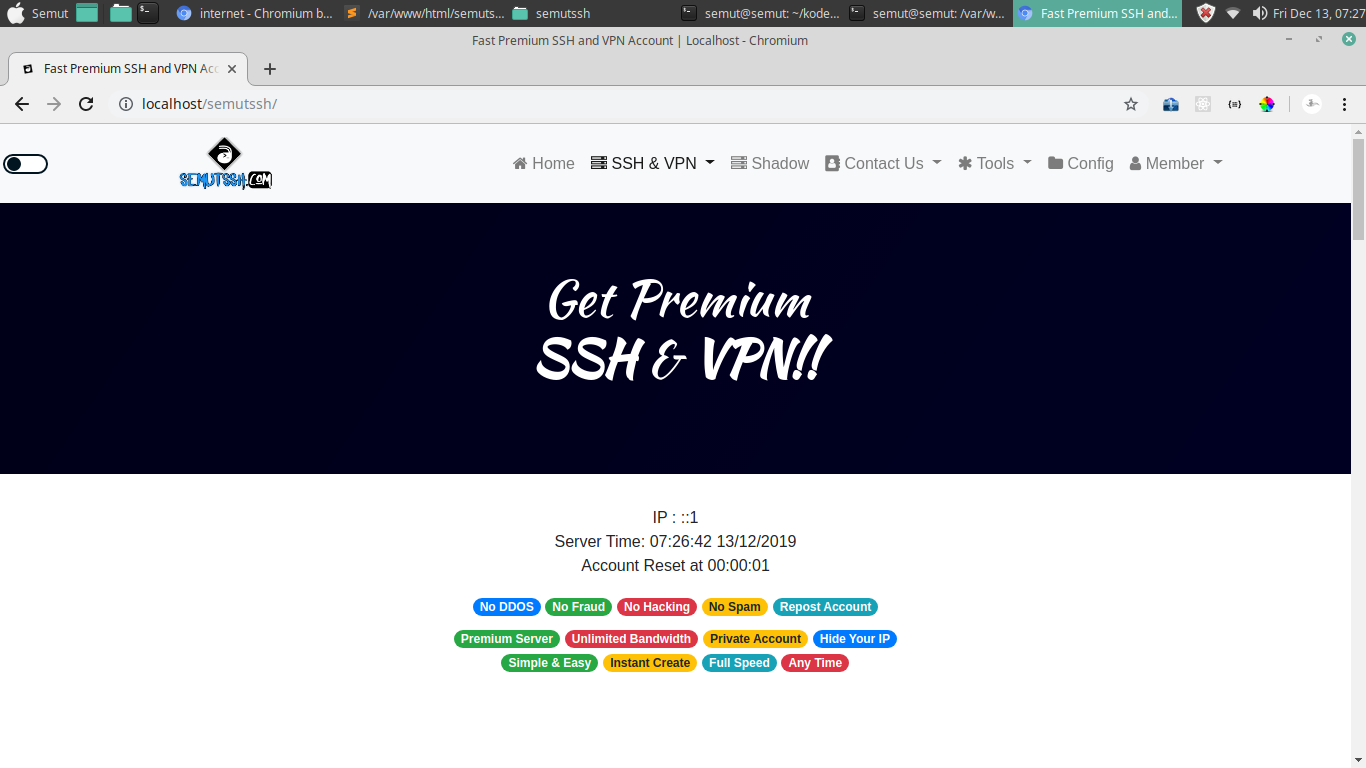 Semut internet - Chromium b... /var/www/html/semuts... semutssh semut@semut: ~/kode... semut@semut: /var/w... Fast Premium SSH and... Fri Dec 13, 07:27
Fast Premium SSH and VPN Account | Localhost - Chromium
Fast Premium SSH and VPN Acc
localhost/semutssh/
SEMUTSSH.COM
Home SSH & VPN Shadow Contact Us Tools Config Member
Get Premium
SSH & VPN!!
IP : ::1
Server Time: 07:26:42 13/12/2019
Account Reset at 00:00:01
No DDOS No Fraud No Hacking No Spam Repost Account
Premium Server Unlimited Bandwidth Private Account Hide Your IP
Simple & Easy Instant Create Full Speed Any Time